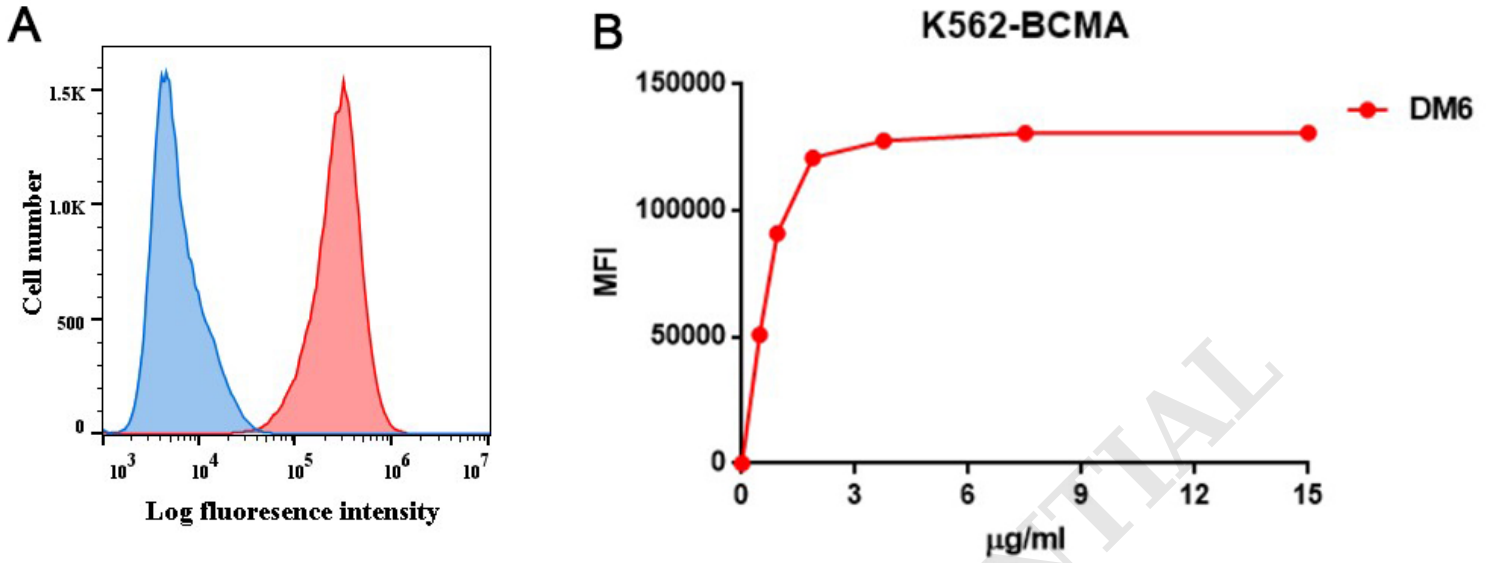 A
1.5K
1.0K
500
0
Cell number
10³ 10⁴ 10⁵ 10⁶ 10⁷
Log fluoresence intensity
B
K562-BCMA
150000
100000
50000
0
MFI
0 3 6 9 12 15
μg/ml
DM6
NTIAL